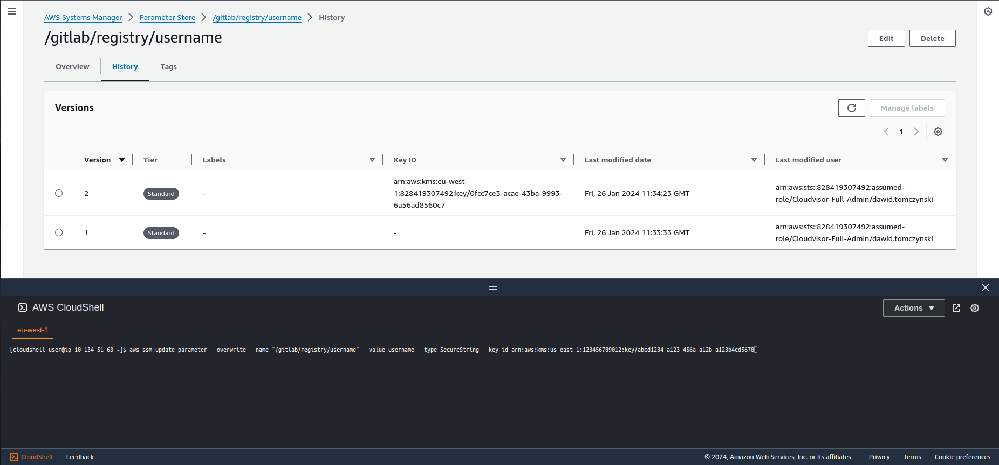 AWS Systems Manager > Parameter Store > /gitlab/registry/username > History
/gitlab/registry/username
Edit Delete
Overview History Tags
Versions
Manage labels
1
Version Tier Labels Key ID Last modified date Last modified user
arn:aws:kms:eu-west-
1:828419307492:key/0fcc7ce3-acae-43ba-9993-
6a56ad8560c7
2 Standard - Fri, 26 Jan 2024 11:34:23 GMT
arn:aws:sts::828419307492:assumed-
role/Cloudvisor-Full-Admin/dawid.tomczynski
1 Standard - - Fri, 26 Jan 2024 11:33:33 GMT
arn:aws:sts::828419307492:assumed-
role/Cloudvisor-Full-Admin/dawid.tomczynski
AWS CloudShell
Actions
eu-west-1
[cloudshell-user@ip-10-134-51-63 ~]$ aws ssm update-parameter --overwrite --name "/gitlab/registry/username" --value username --type SecureString --key-id arn:aws:kms:us-east-1:123456789012:key/abcd1234-a123-456a-a12b-a123b4cd5678
CloudShell Feedback © 2024, Amazon Web Services, Inc. or its affiliates. Privacy Terms Cookie preferences